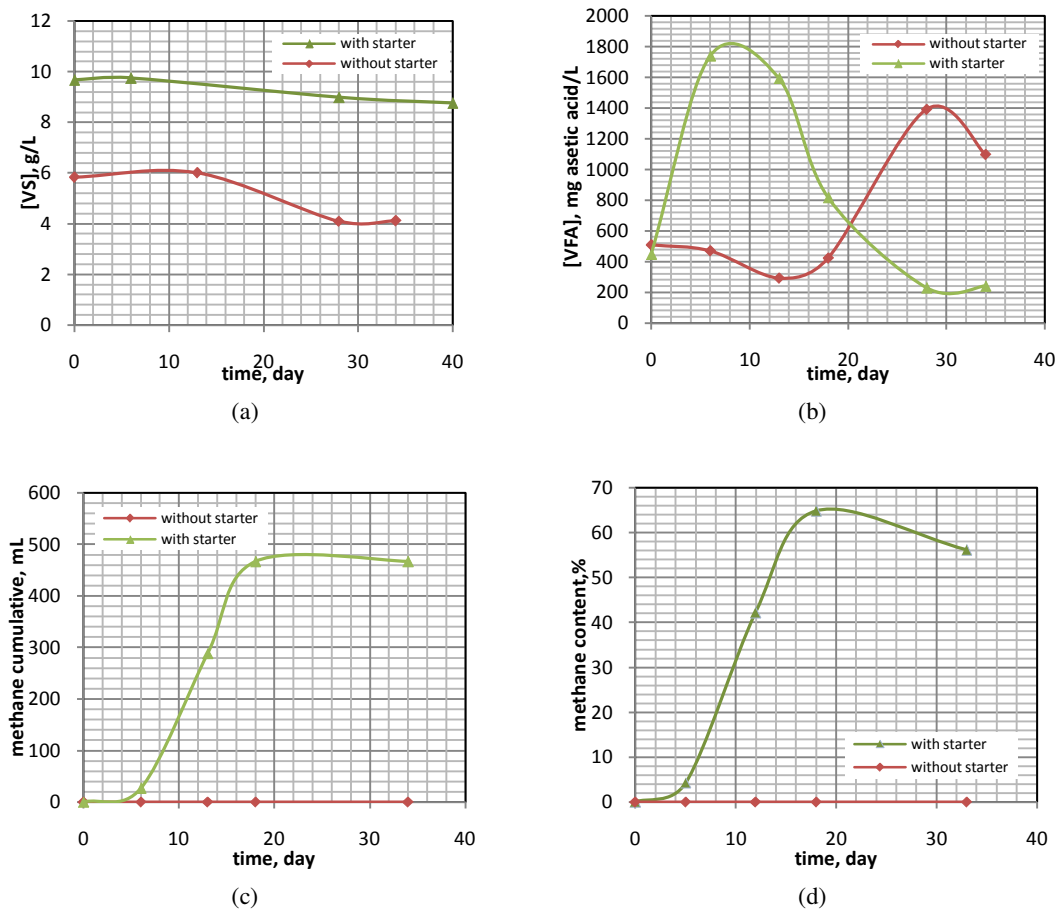 12
10
8
6
4
2
0
0 10 20 30 40
[VS], g/L
time, day
with starter
without starter
(a)
2000
1800
1600
1400
1200
1000
800
600
400
200
0
0 10 20 30 40
[VFA], mg asetic acid/L
time, day
without starter
with starter
(b)
600
500
400
300
200
100
0
0 10 20 30 40
methane cumulative, mL
time, day
without starter
with starter
(c)
70
60
50
40
30
20
10
0
0 10 20 30 40
methane content,%
time, day
with starter
without starter
(d)